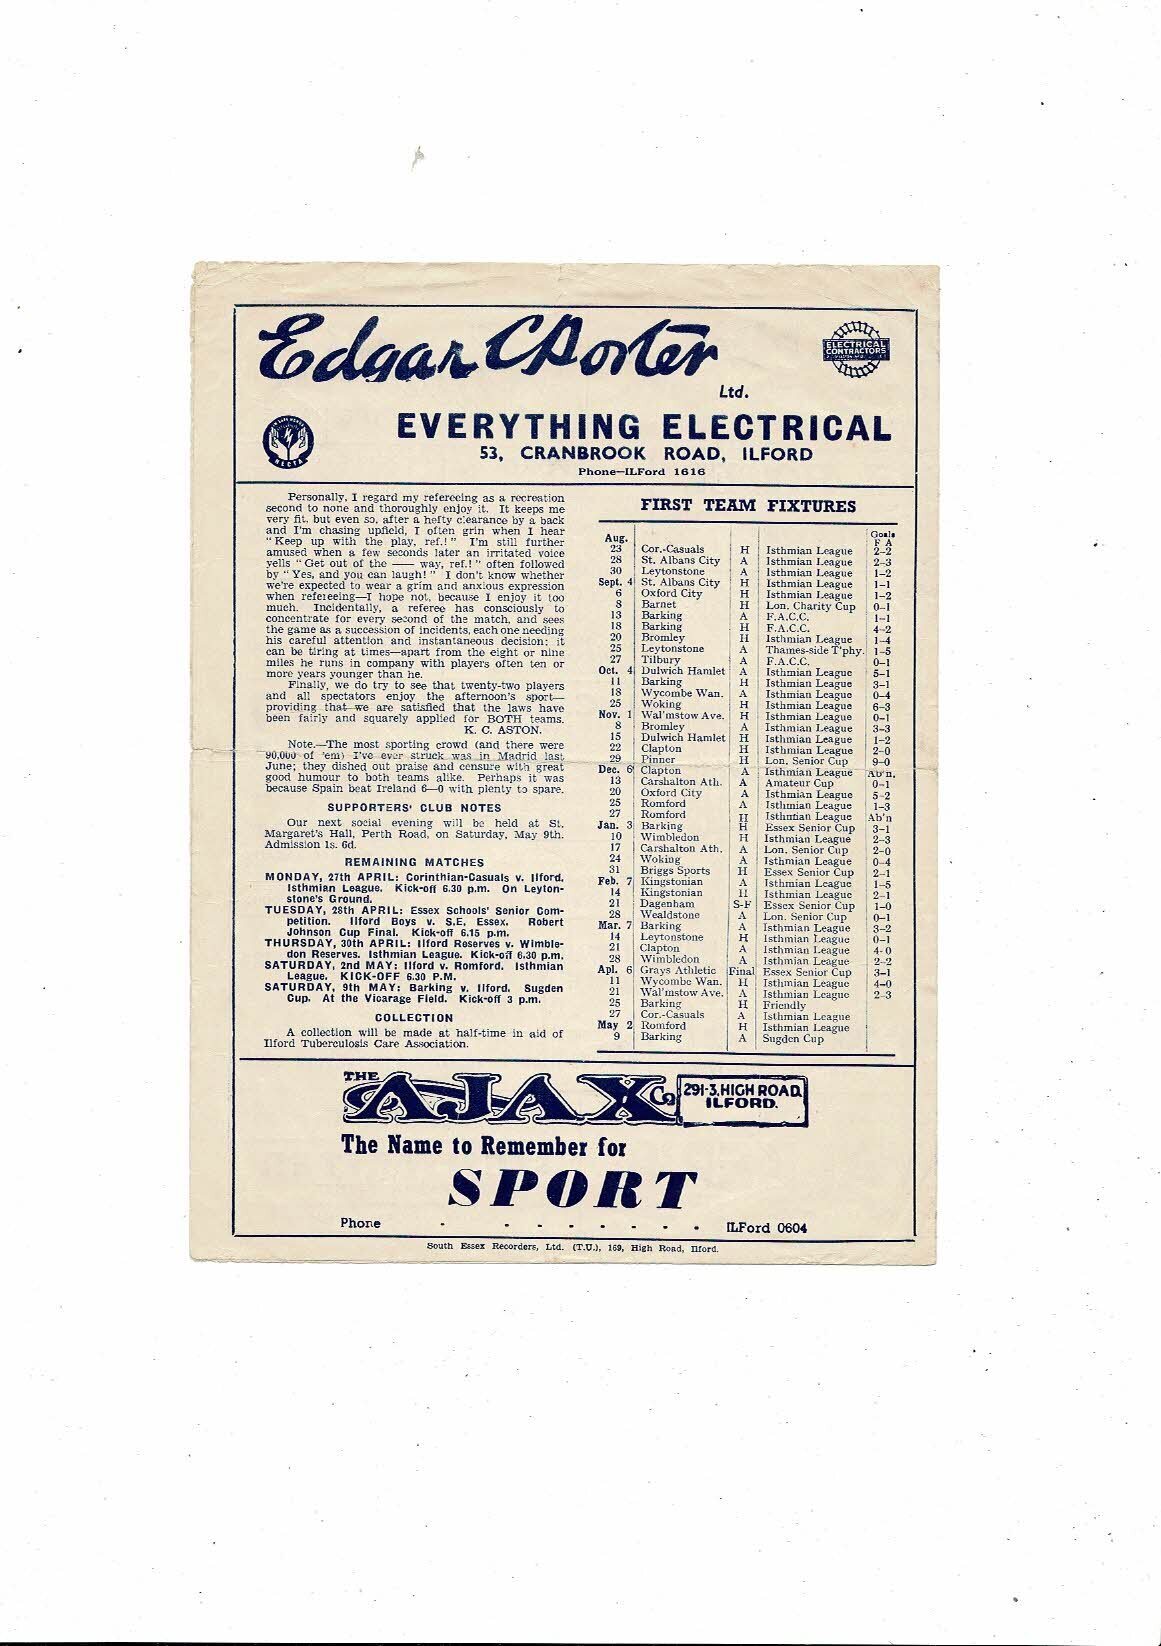 Edgar C Porter
Ltd.
ELECTRICAL
CONTRACTORS
NECTA
EVERYTHING ELECTRICAL
53, CRANBROOK ROAD, ILFORD
Phone—ILFord 1616
Personally, I regard my refereeing as a recreation
second to none and thoroughly enjoy it. It keeps me
very fit, but even so, after a hefty clearance by a back
and I'm chasing upfield, I often grin when I hear
"Keep up with the play, ref.!" I'm still further
amused when a few seconds later an irritated voice
yells "Get out of the —— way, ref.!" often followed
by "Yes, and you can laugh!" I don't know whether
we're expected to wear a grim and anxious expression
when refereeing—I hope not, because I enjoy it too
much. Incidentally, a referee has consciously to
concentrate for every second of the match, and sees
the game as a succession of incidents, each one needing
his careful attention and instantaneous decision; it
can be tiring at times—apart from the eight or nine
miles he runs in company with players often ten or
more years younger than he.
Finally, we do try to see that twenty-two players
and all spectators enjoy the afternoon's sport—
providing that—we are satisfied that the laws have
been fairly and squarely applied for BOTH teams.
K. C. ASTON.
Note.—The most sporting crowd (and there were
90,000 of 'em) I've ever struck was in Madrid last
June; they dished out praise and censure with great
good humour to both teams alike. Perhaps it was
because Spain beat Ireland 6—0 with plenty to spare.
SUPPORTERS' CLUB NOTES
Our next social evening will be held at St.
Margaret's Hall, Perth Road, on Saturday, May 9th.
Admission 1s. 6d.
REMAINING MATCHES
MONDAY, 27th APRIL: Corinthian-Casuals v. Ilford.
Isthmian League. Kick-off 6.30 p.m. On Leyton-
stone's Ground.
TUESDAY, 28th APRIL: Essex Schools' Senior Com-
petition. Ilford Boys v. S.E. Essex. Robert
Johnson Cup Final. Kick-off 6.15 p.m.
THURSDAY, 30th APRIL: Ilford Reserves v. Wimble-
don Reserves. Isthmian League. Kick-off 6.30 p.m.
SATURDAY, 2nd MAY: Ilford v. Romford. Isthmian
League. KICK-OFF 6.30 P.M.
SATURDAY, 9th MAY: Barking v. Ilford. Sugden
Cup. At the Vicarage Field. Kick-off 3 p.m.
COLLECTION
A collection will be made at half-time in aid of
Ilford Tuberculosis Care Association.
FIRST TEAM FIXTURES
Goals
Aug. F A
23 Cor.-Casuals H Isthmian League 2–2
28 St. Albans City A Isthmian League 2–3
30 Leytonstone A Isthmian League 1–2
Sept. 4 St. Albans City H Isthmian League 1–1
6 Oxford City H Isthmian League 1–2
8 Barnet H Lon. Charity Cup 0–1
13 Barking A F.A.C.C. 1–1
18 Barking H F.A.C.C. 4–2
20 Bromley H Isthmian League 1–4
25 Leytonstone A Thames-side T'phy. 1–5
27 Tilbury A F.A.C.C. 0–1
Oct. 4 Dulwich Hamlet A Isthmian League 5–1
11 Barking H Isthmian League 3–1
18 Wycombe Wan. A Isthmian League 0–4
25 Woking H Isthmian League 6–3
Nov. 1 Wal'mstow Ave. H Isthmian League 0–1
8 Bromley A Isthmian League 3–3
15 Dulwich Hamlet H Isthmian League 1–2
22 Clapton H Isthmian League 2–0
29 Pinner H Lon. Senior Cup 9–0
Dec. 6 Clapton A Isthmian League Ab'n.
13 Carshalton Ath. A Amateur Cup 0–1
20 Oxford City A Isthmian League 5–2
25 Romford A Isthmian League 1–3
27 Romford H Isthmian League Ab'n
Jan. 3 Barking H Essex Senior Cup 3–1
10 Wimbledon H Isthmian League 2–3
17 Carshalton Ath. A Lon. Senior Cup 2–0
24 Woking A Isthmian League 0–4
31 Briggs Sports H Essex Senior Cup 2–1
Feb. 7 Kingstonian A Isthmian League 1–5
14 Kingstonian H Isthmian League 2–1
21 Dagenham S-F Essex Senior Cup 1–0
28 Wealdstone A Lon. Senior Cup 0–1
Mar. 7 Barking A Isthmian League 3–2
14 Leytonstone H Isthmian League 0–1
21 Clapton A Isthmian League 4–0
28 Wimbledon A Isthmian League 2–2
Apl. 6 Grays Athletic Final Essex Senior Cup 3–1
11 Wycombe Wan. H Isthmian League 4–0
21 Wal'mstow Ave. A Isthmian League 2–3
25 Barking H Friendly
27 Cor.-Casuals A Isthmian League
May 2 Romford H Isthmian League
9 Barking A Sugden Cup
THE AJAX Co 291-3, HIGH ROAD,
ILFORD.
The Name to Remember for
SPORT
Phone - - - - - - - - ILFord 0604
South Essex Recorders, Ltd. (T.U.), 169, High Road, Ilford.